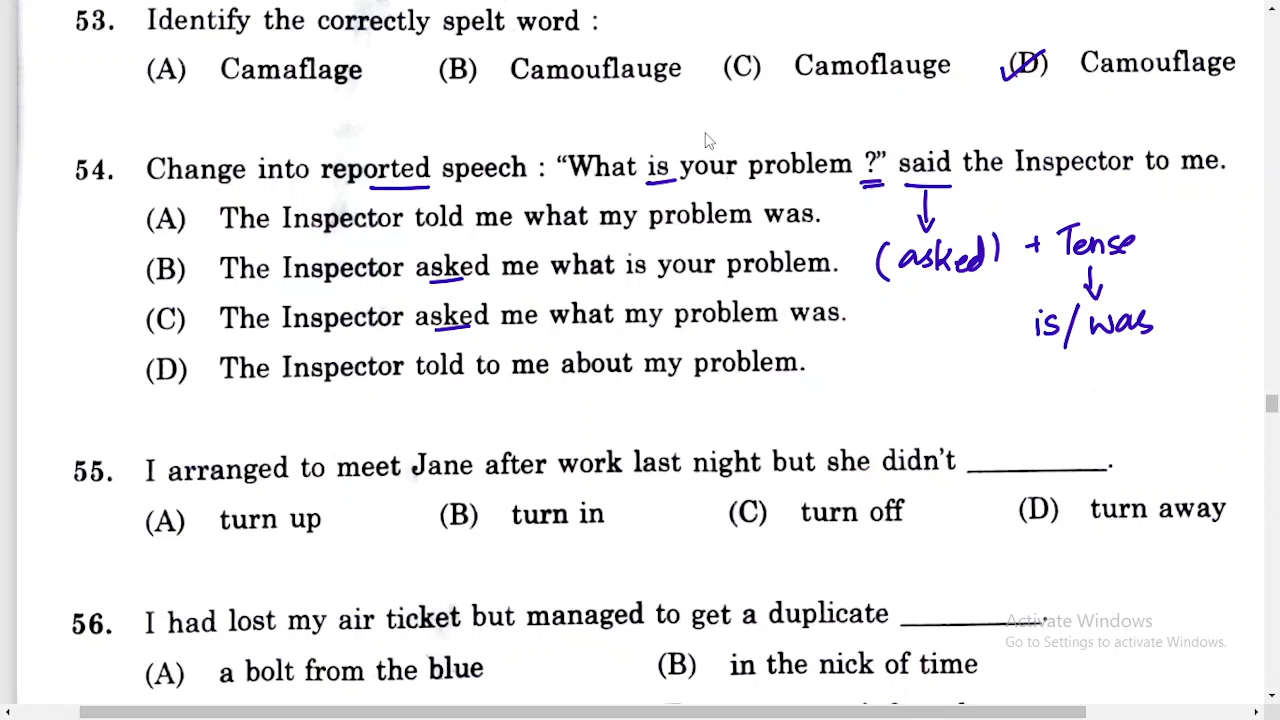 53. Identify the correctly spelt word :
(A) Camaflage (B) Camouflauge (C) Camoflauge (D) Camouflage
54. Change into reported speech : “What is your problem ?” said the Inspector to me.
(A) The Inspector told me what my problem was.
(asked) + Tense
(B) The Inspector asked me what is your problem.
(C) The Inspector asked me what my problem was.
is/was
(D) The Inspector told to me about my problem.
55. I arranged to meet Jane after work last night but she didn’t __________.
(A) turn up (B) turn in (C) turn off (D) turn away
56. I had lost my air ticket but managed to get a duplicate __________.
Activate Windows
Go to Settings to activate Windows.
(A) a bolt from the blue (B) in the nick of time